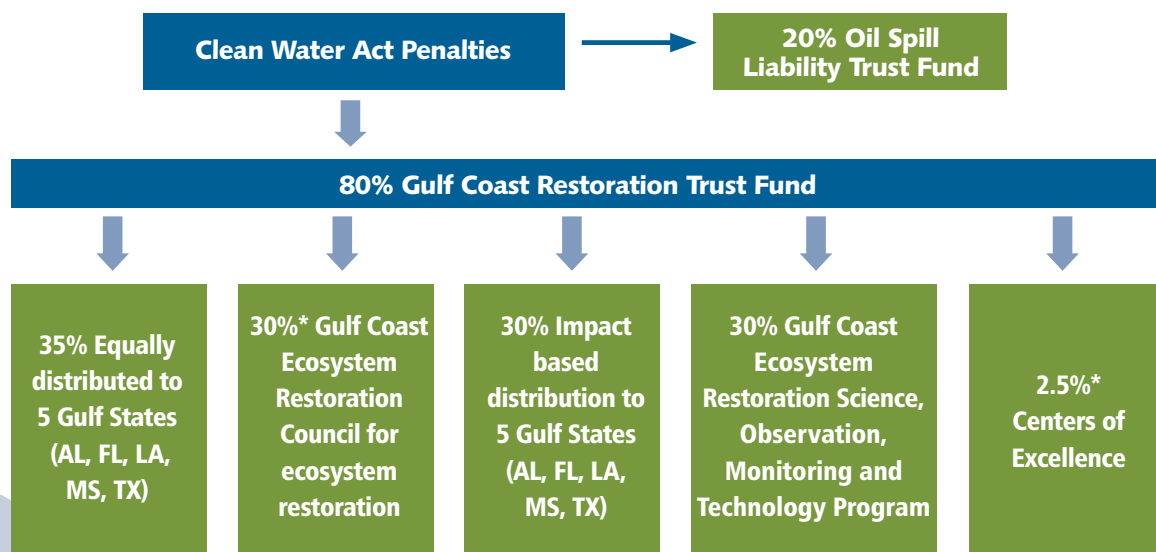 Clean Water Act Penalties
20% Oil Spill
Liability Trust Fund
80% Gulf Coast Restoration Trust Fund
35% Equally
distributed to
5 Gulf States
(AL, FL, LA,
MS, TX)
30%* Gulf Coast
Ecosystem
Restoration
Council for
ecosystem
restoration
30% Impact
based
distribution to
5 Gulf States
(AL, FL, LA,
MS, TX)
30% Gulf Coast
Ecosystem
Restoration Science,
Observation,
Monitoring and
Technology Program
2.5%*
Centers of
Excellence